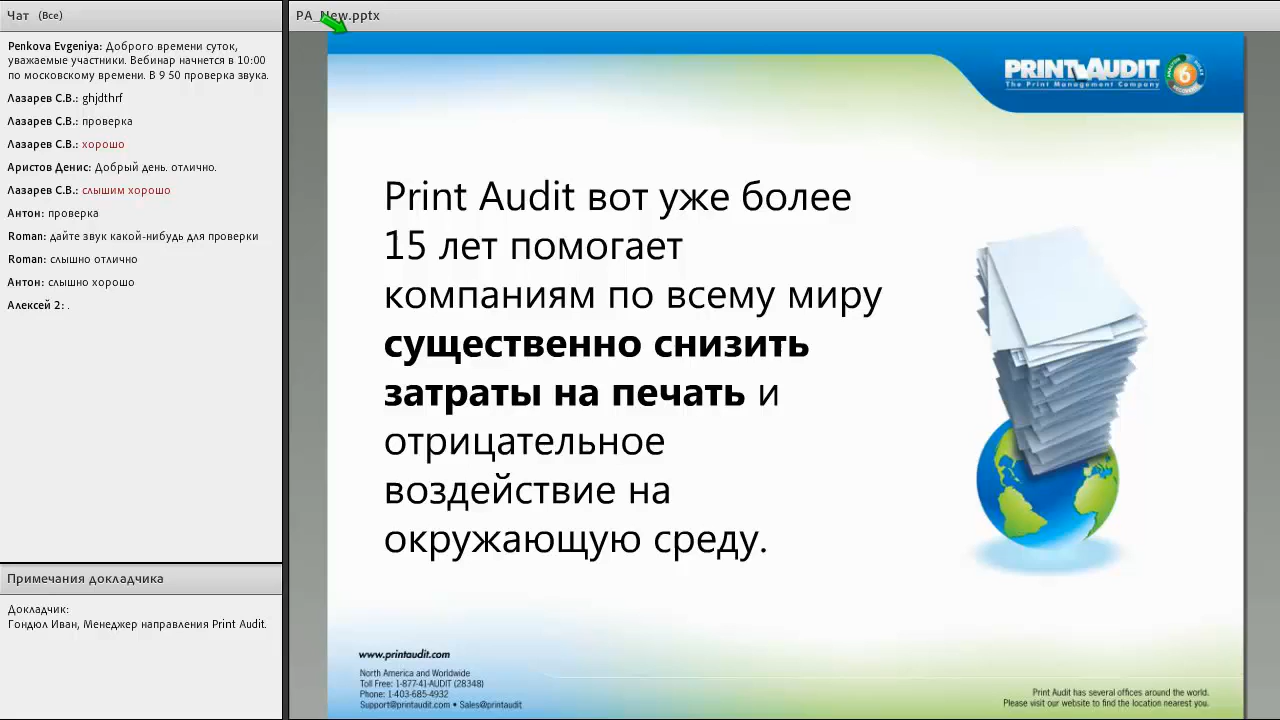 Чат (Все)
Penkova Evgeniya: Доброго времени суток,
уважаемые участники. Вебинар начнется в 10:00
по московскому времени. В 9 50 проверка звука.
Лазарев С.В.: ghjdthrf
Лазарев С.В.: проверка
Лазарев С.В.: хорошо
Аристов Денис: Добрый день. отлично.
Лазарев С.В.: слышим хорошо
Антон: проверка
Roman: дайте звук какой-нибудь для проверки
Roman: слышно отлично
Антон: слышно хорошо
Алексей 2: .
Примечания докладчика
Докладчик:
Гондюл Иван, Менеджер направления Print Audit.
PA_New.pptx
PRINT AUDIT 6
The Print Management Company
Print Audit вот уже более
15 лет помогает
компаниям по всему миру
существенно снизить
затраты на печать и
отрицательное
воздействие на
окружающую среду.
www.printaudit.com
North America and Worldwide
Toll Free: 1-877-41-AUDIT (28348)
Phone: 1-403-685-4932
Support@printaudit.com • Sales@printaudit
Print Audit has several offices around the world.
Please visit our website to find the location nearest you.